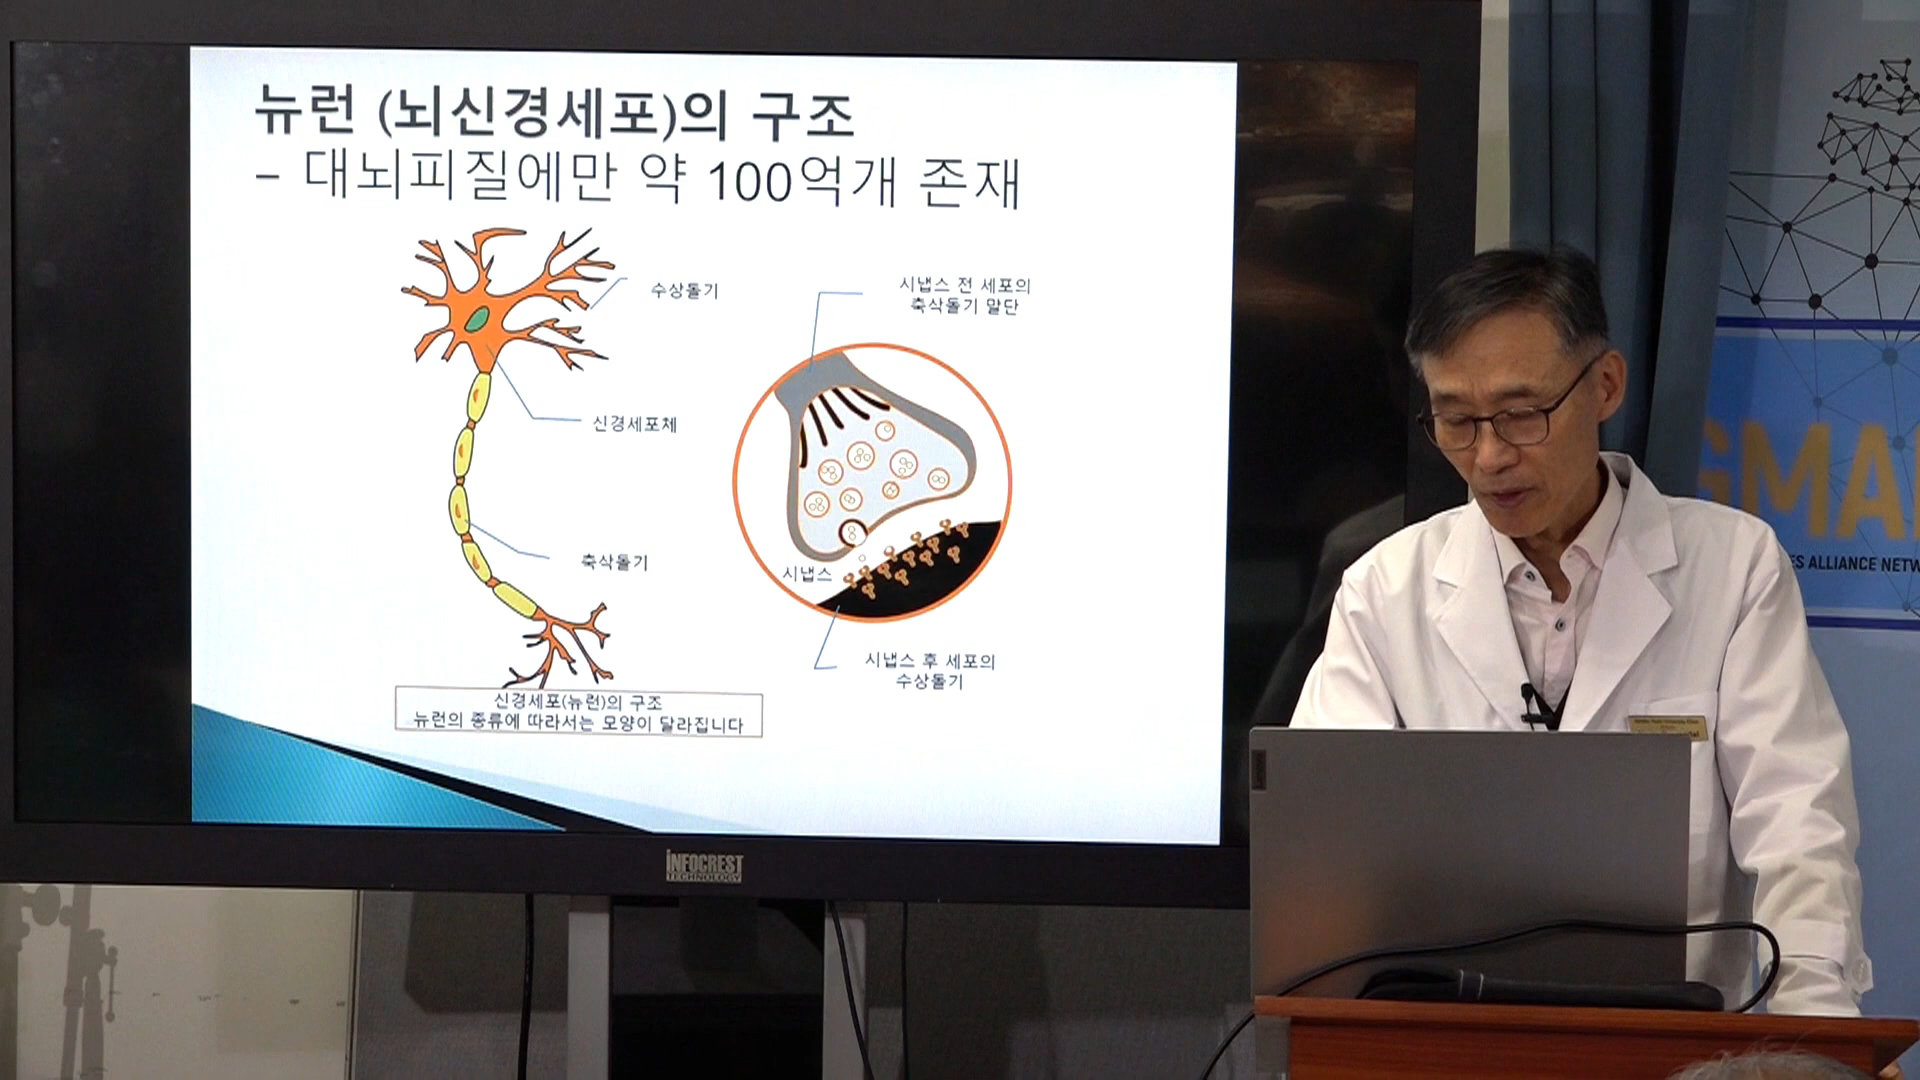 뉴런 (뇌신경세포)의 구조
- 대뇌피질에만 약 100억개 존재
수상돌기
신경세포체
축삭돌기
신경세포(뉴런)의 구조
뉴런의 종류에 따라서는 모양이 달라집니다
시냅스 전 세포의
축삭돌기 말단
시냅스
시냅스 후 세포의
수상돌기
INFOCREST
TECHNOLOGY
GMA
ES ALLIANCE NETW